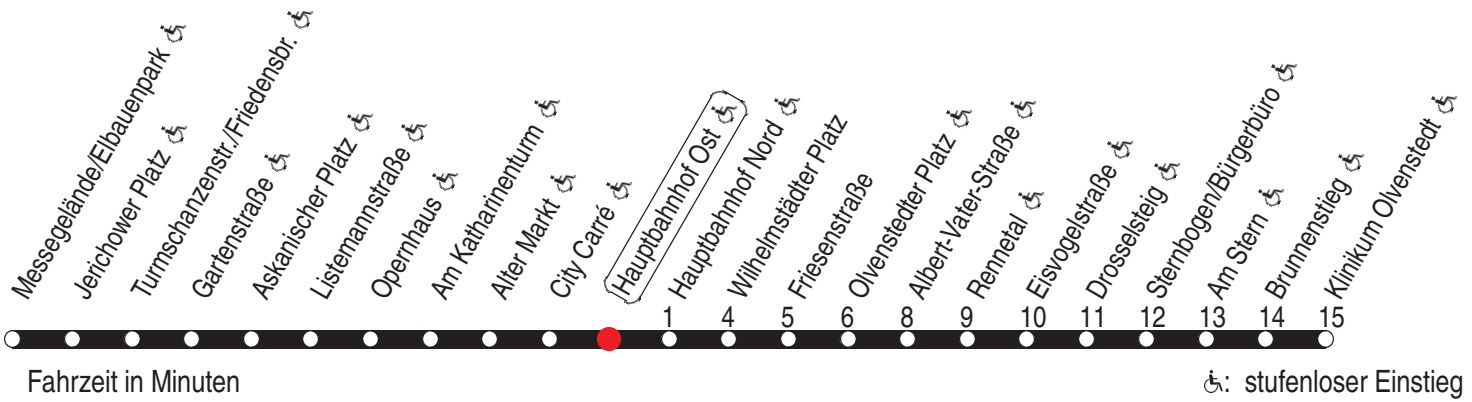 Messegelände/Elbauenpark
Jerichower Platz
Turmschanzenstr./Friedensbr.
Gartenstraße
Askanischer Platz
Listemannstraße
Opernhaus
Am Katharinenturm
Alter Markt
City Carré
Hauptbahnhof Ost
Hauptbahnhof Nord
Wilhelmstädter Platz
Friesenstraße
Olvenstedter Platz
Albert-Vater-Straße
Rennetal
Eisvogelstraße
Drosselsteig
Sternbogen/Bürgerbüro
Am Stern
Brunnenstieg
Klinikum Olvenstedt
1 4 5 6 8 9 10 11 12 13 14 15
Fahrzeit in Minuten
: stufenloser Einstieg